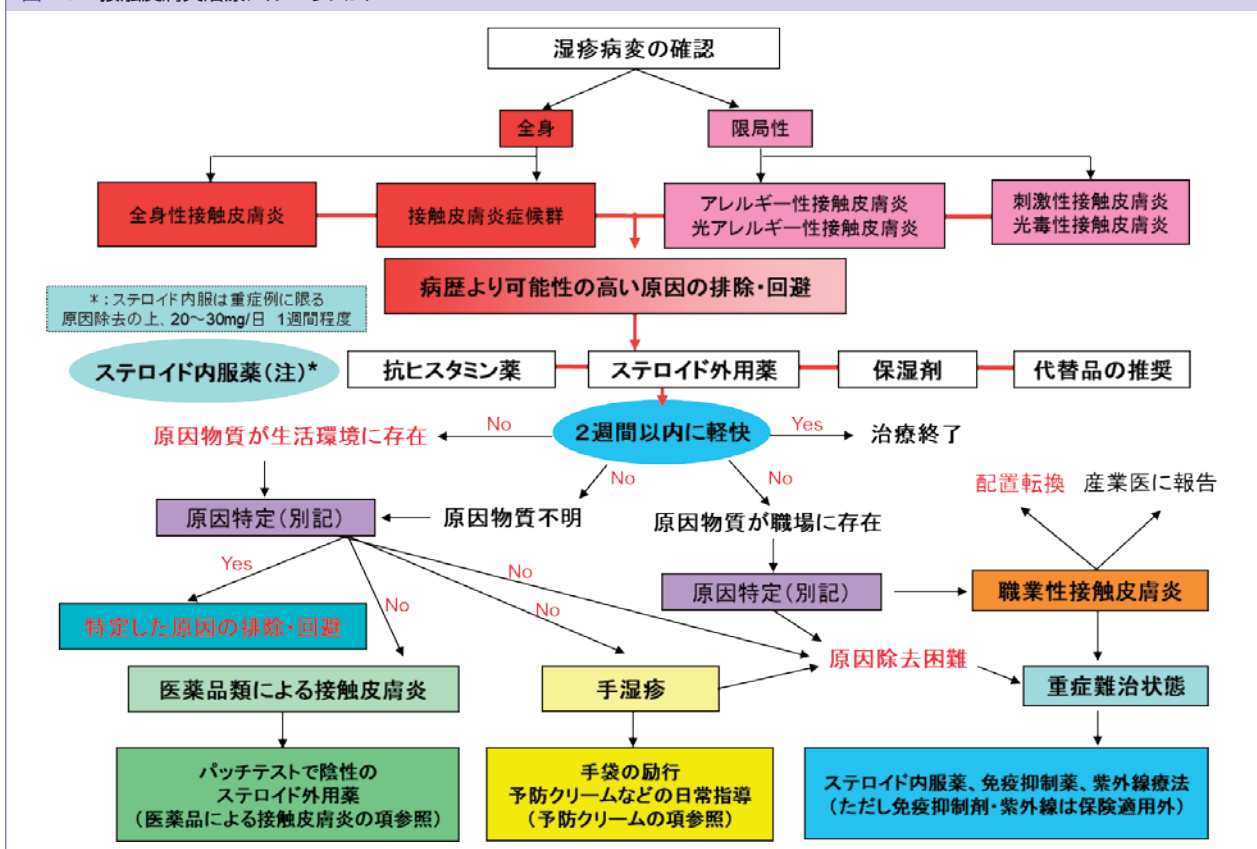 湿疹病変の確認
全身
限局性
全身性接触皮膚炎
接触皮膚炎症候群
アレルギー性接触皮膚炎
光アレルギー性接触皮膚炎
刺激性接触皮膚炎
光毒性接触皮膚炎
病歴より可能性の高い原因の排除・回避
*：ステロイド内服は重症例に限る
原因除去の上、20～30mg/日 1週間程度
ステロイド内服薬(注)*
抗ヒスタミン薬
ステロイド外用薬
保湿剤
代替品の推奨
原因物質が生活環境に存在
No
2週間以内に軽快
Yes
治療終了
No
No
配置転換
産業医に報告
原因特定(別記)
原因物質不明
原因物質が職場に存在
Yes
No
No
No
原因特定(別記)
職業性接触皮膚炎
特定した原因の排除・回避
原因除去困難
医薬品類による接触皮膚炎
手湿疹
重症難治状態
パッチテストで陰性の
ステロイド外用薬
(医薬品による接触皮膚炎の項参照)
手袋の励行
予防クリームなどの日常指導
(予防クリームの項参照)
ステロイド内服薬、免疫抑制薬、紫外線療法
(ただし免疫抑制剤・紫外線は保険適用外)